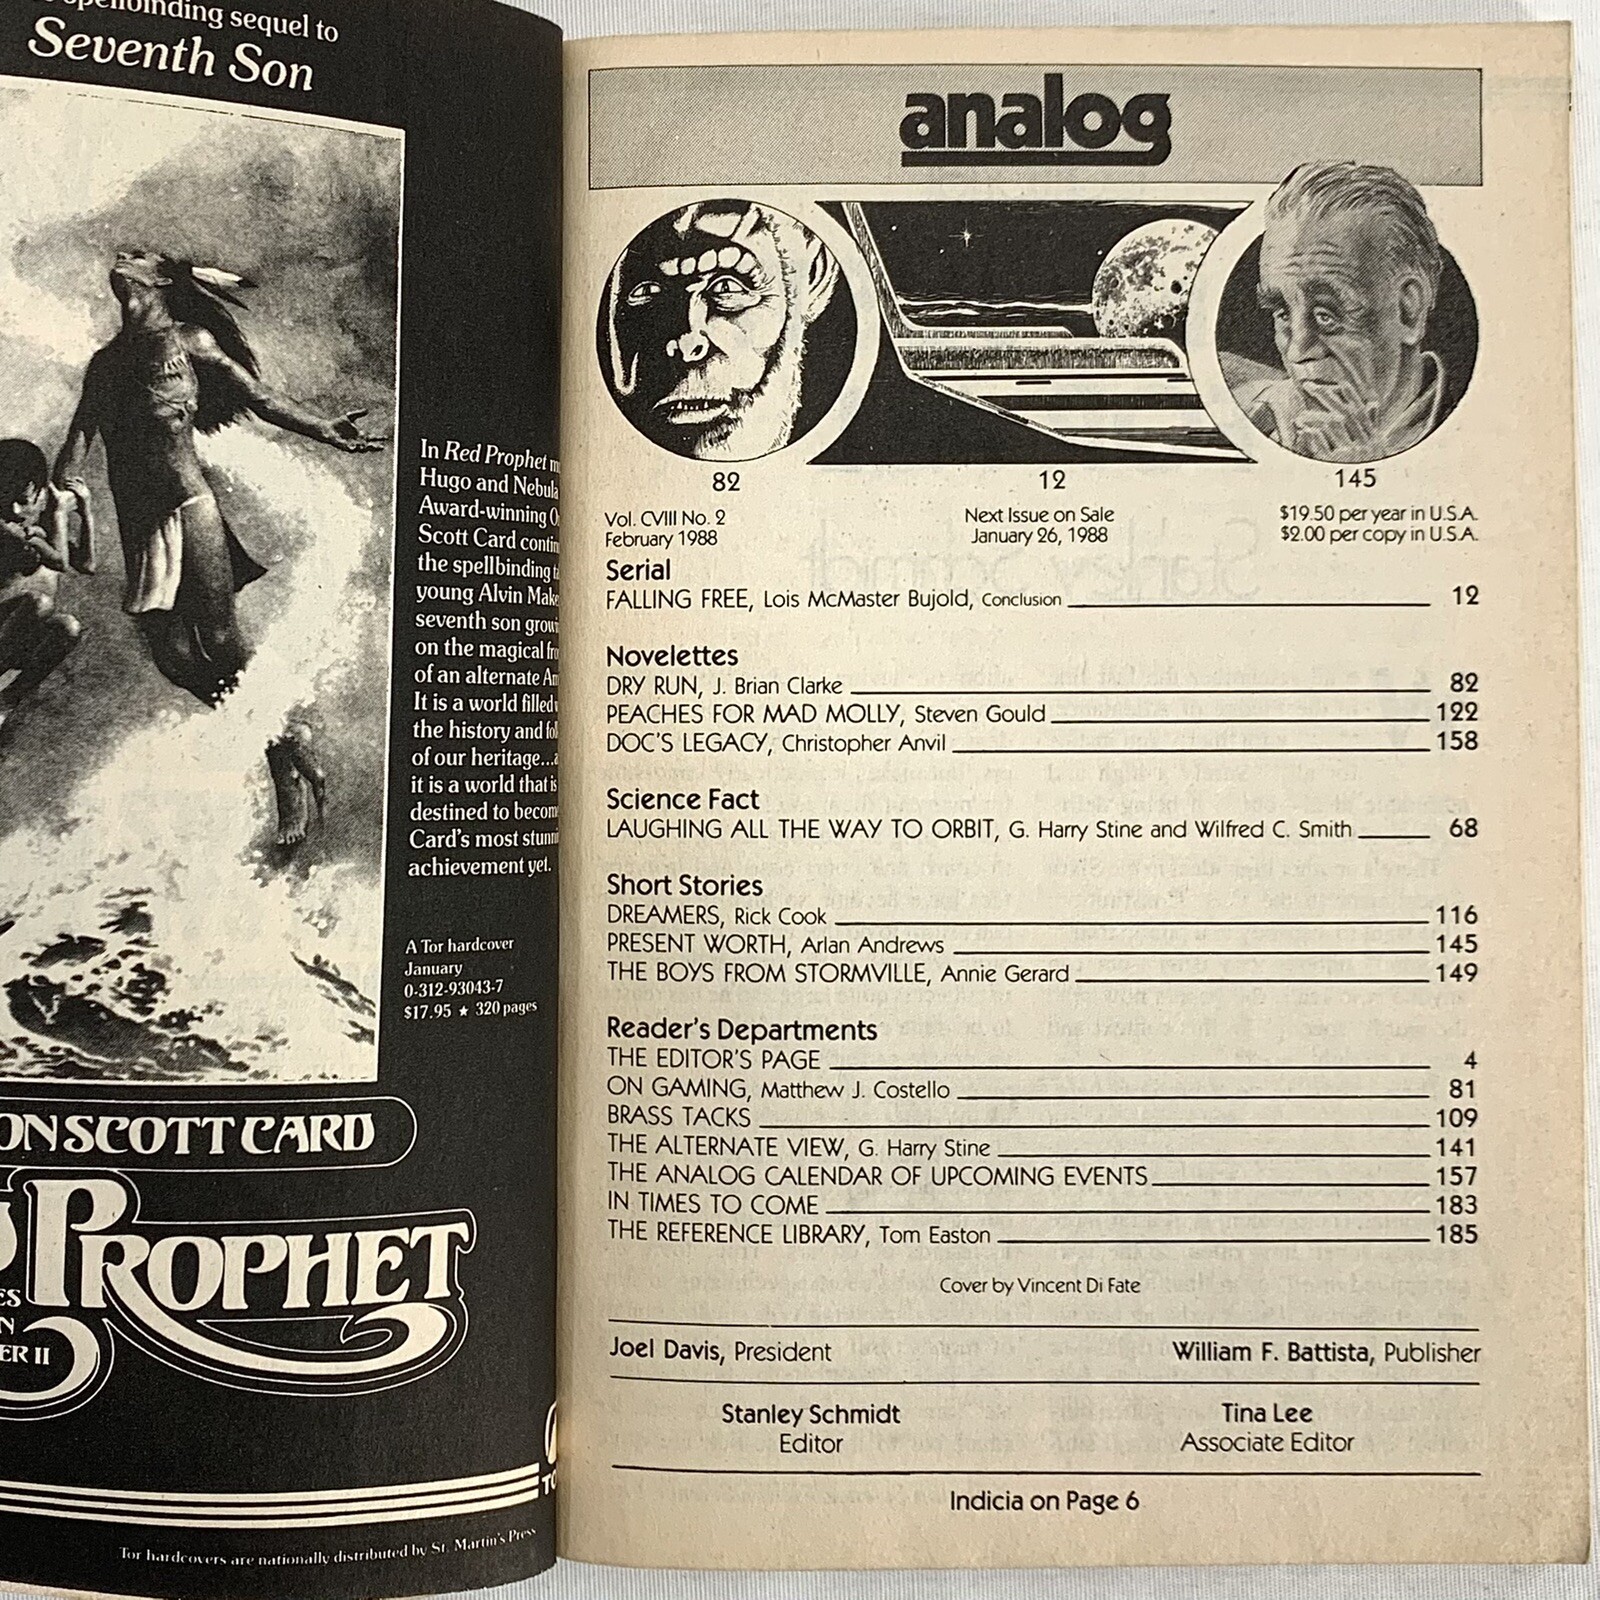 spellbinding sequel to
Seventh Son
In Red Prophet
Hugo and Nebula
Award-winning
Scott Card
the spellbinding
young Alvin
seventh son
on the magical
of an alternate
It is a world filled
the history and
of our heritage...
it is a world that is
destined to
Card's most
achievement yet.
A Tor hardcover
January
0-312-93043-7
$17.95 ★ 320 pages
SCOTT CARD
PROPHET
II
Tor hardcovers are nationally distributed by St. Martin's Press
analog
82 12 145
Vol. CVIII No. 2
February 1988
Next Issue on Sale
January 26, 1988
$19.50 per year in U.S.A.
$2.00 per copy in U.S.A.
Serial
FALLING FREE, Lois McMaster Bujold, Conclusion 12
Novelettes
DRY RUN, J. Brian Clarke 82
PEACHES FOR MAD MOLLY, Steven Gould 122
DOC'S LEGACY, Christopher Anvil 158
Science Fact
LAUGHING ALL THE WAY TO ORBIT, G. Harry Stine and Wilfred C. Smith 68
Short Stories
DREAMERS, Rick Cook 116
PRESENT WORTH, Arlan Andrews 145
THE BOYS FROM STORMVILLE, Annie Gerard 149
Reader's Departments
THE EDITOR'S PAGE 4
ON GAMING, Matthew J. Costello 81
BRASS TACKS 109
THE ALTERNATE VIEW, G. Harry Stine 141
THE ANALOG CALENDAR OF UPCOMING EVENTS 157
IN TIMES TO COME 183
THE REFERENCE LIBRARY, Tom Easton 185
Cover by Vincent Di Fate
Joel Davis, President William F. Battista, Publisher
Stanley Schmidt
Editor
Tina Lee
Associate Editor
Indicia on Page 6